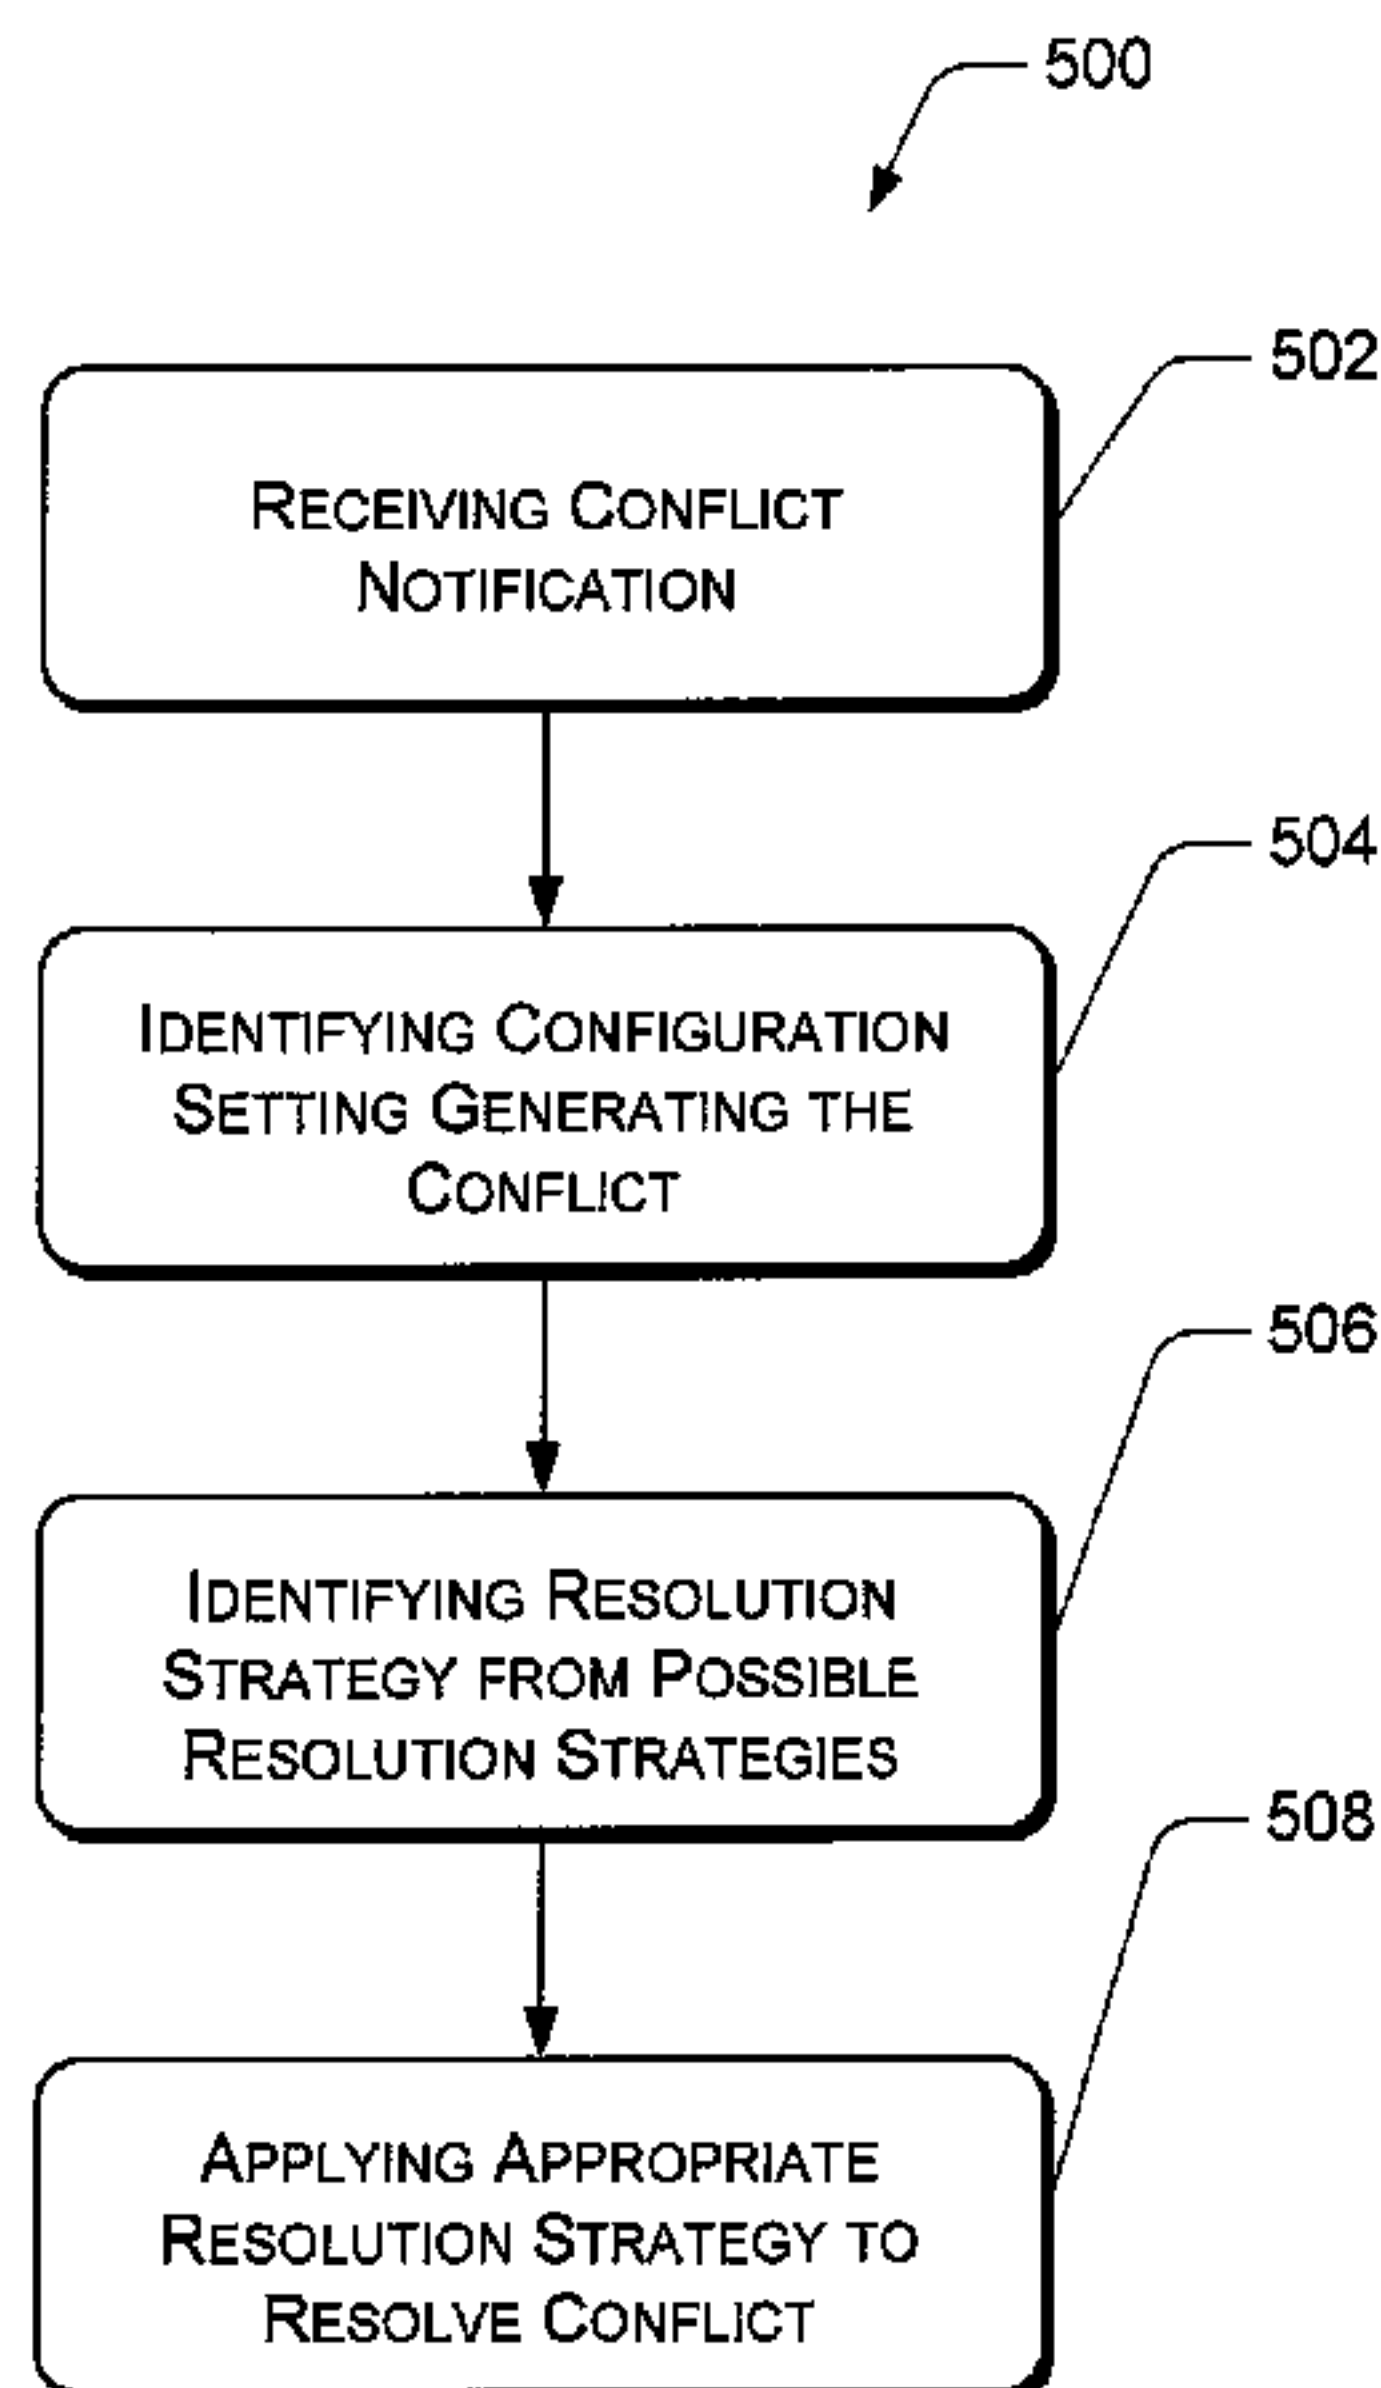 500
502
RECEIVING CONFLICT
NOTIFICATION
504
IDENTIFYING CONFIGURATION
SETTING GENERATING THE
CONFLICT
506
IDENTIFYING RESOLUTION
STRATEGY FROM POSSIBLE
RESOLUTION STRATEGIES
508
APPLYING APPROPRIATE
RESOLUTION STRATEGY TO
RESOLVE CONFLICT